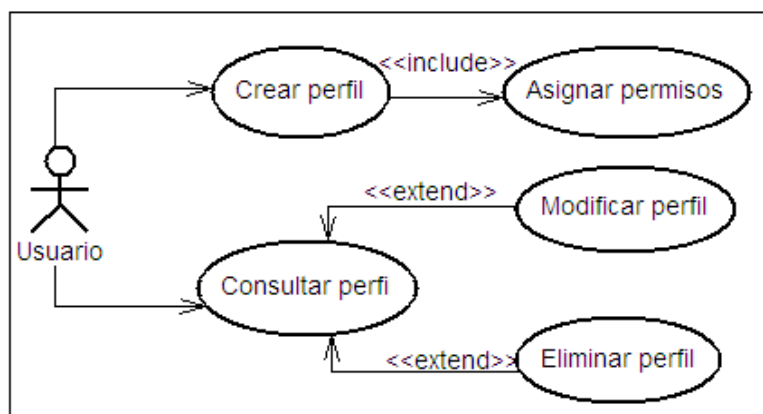 <<include>>
Crear perfil
Asignar permisos
<<extend>>
Modificar perfil
Usuario
Consultar perfi
<<extend>>
Eliminar perfil